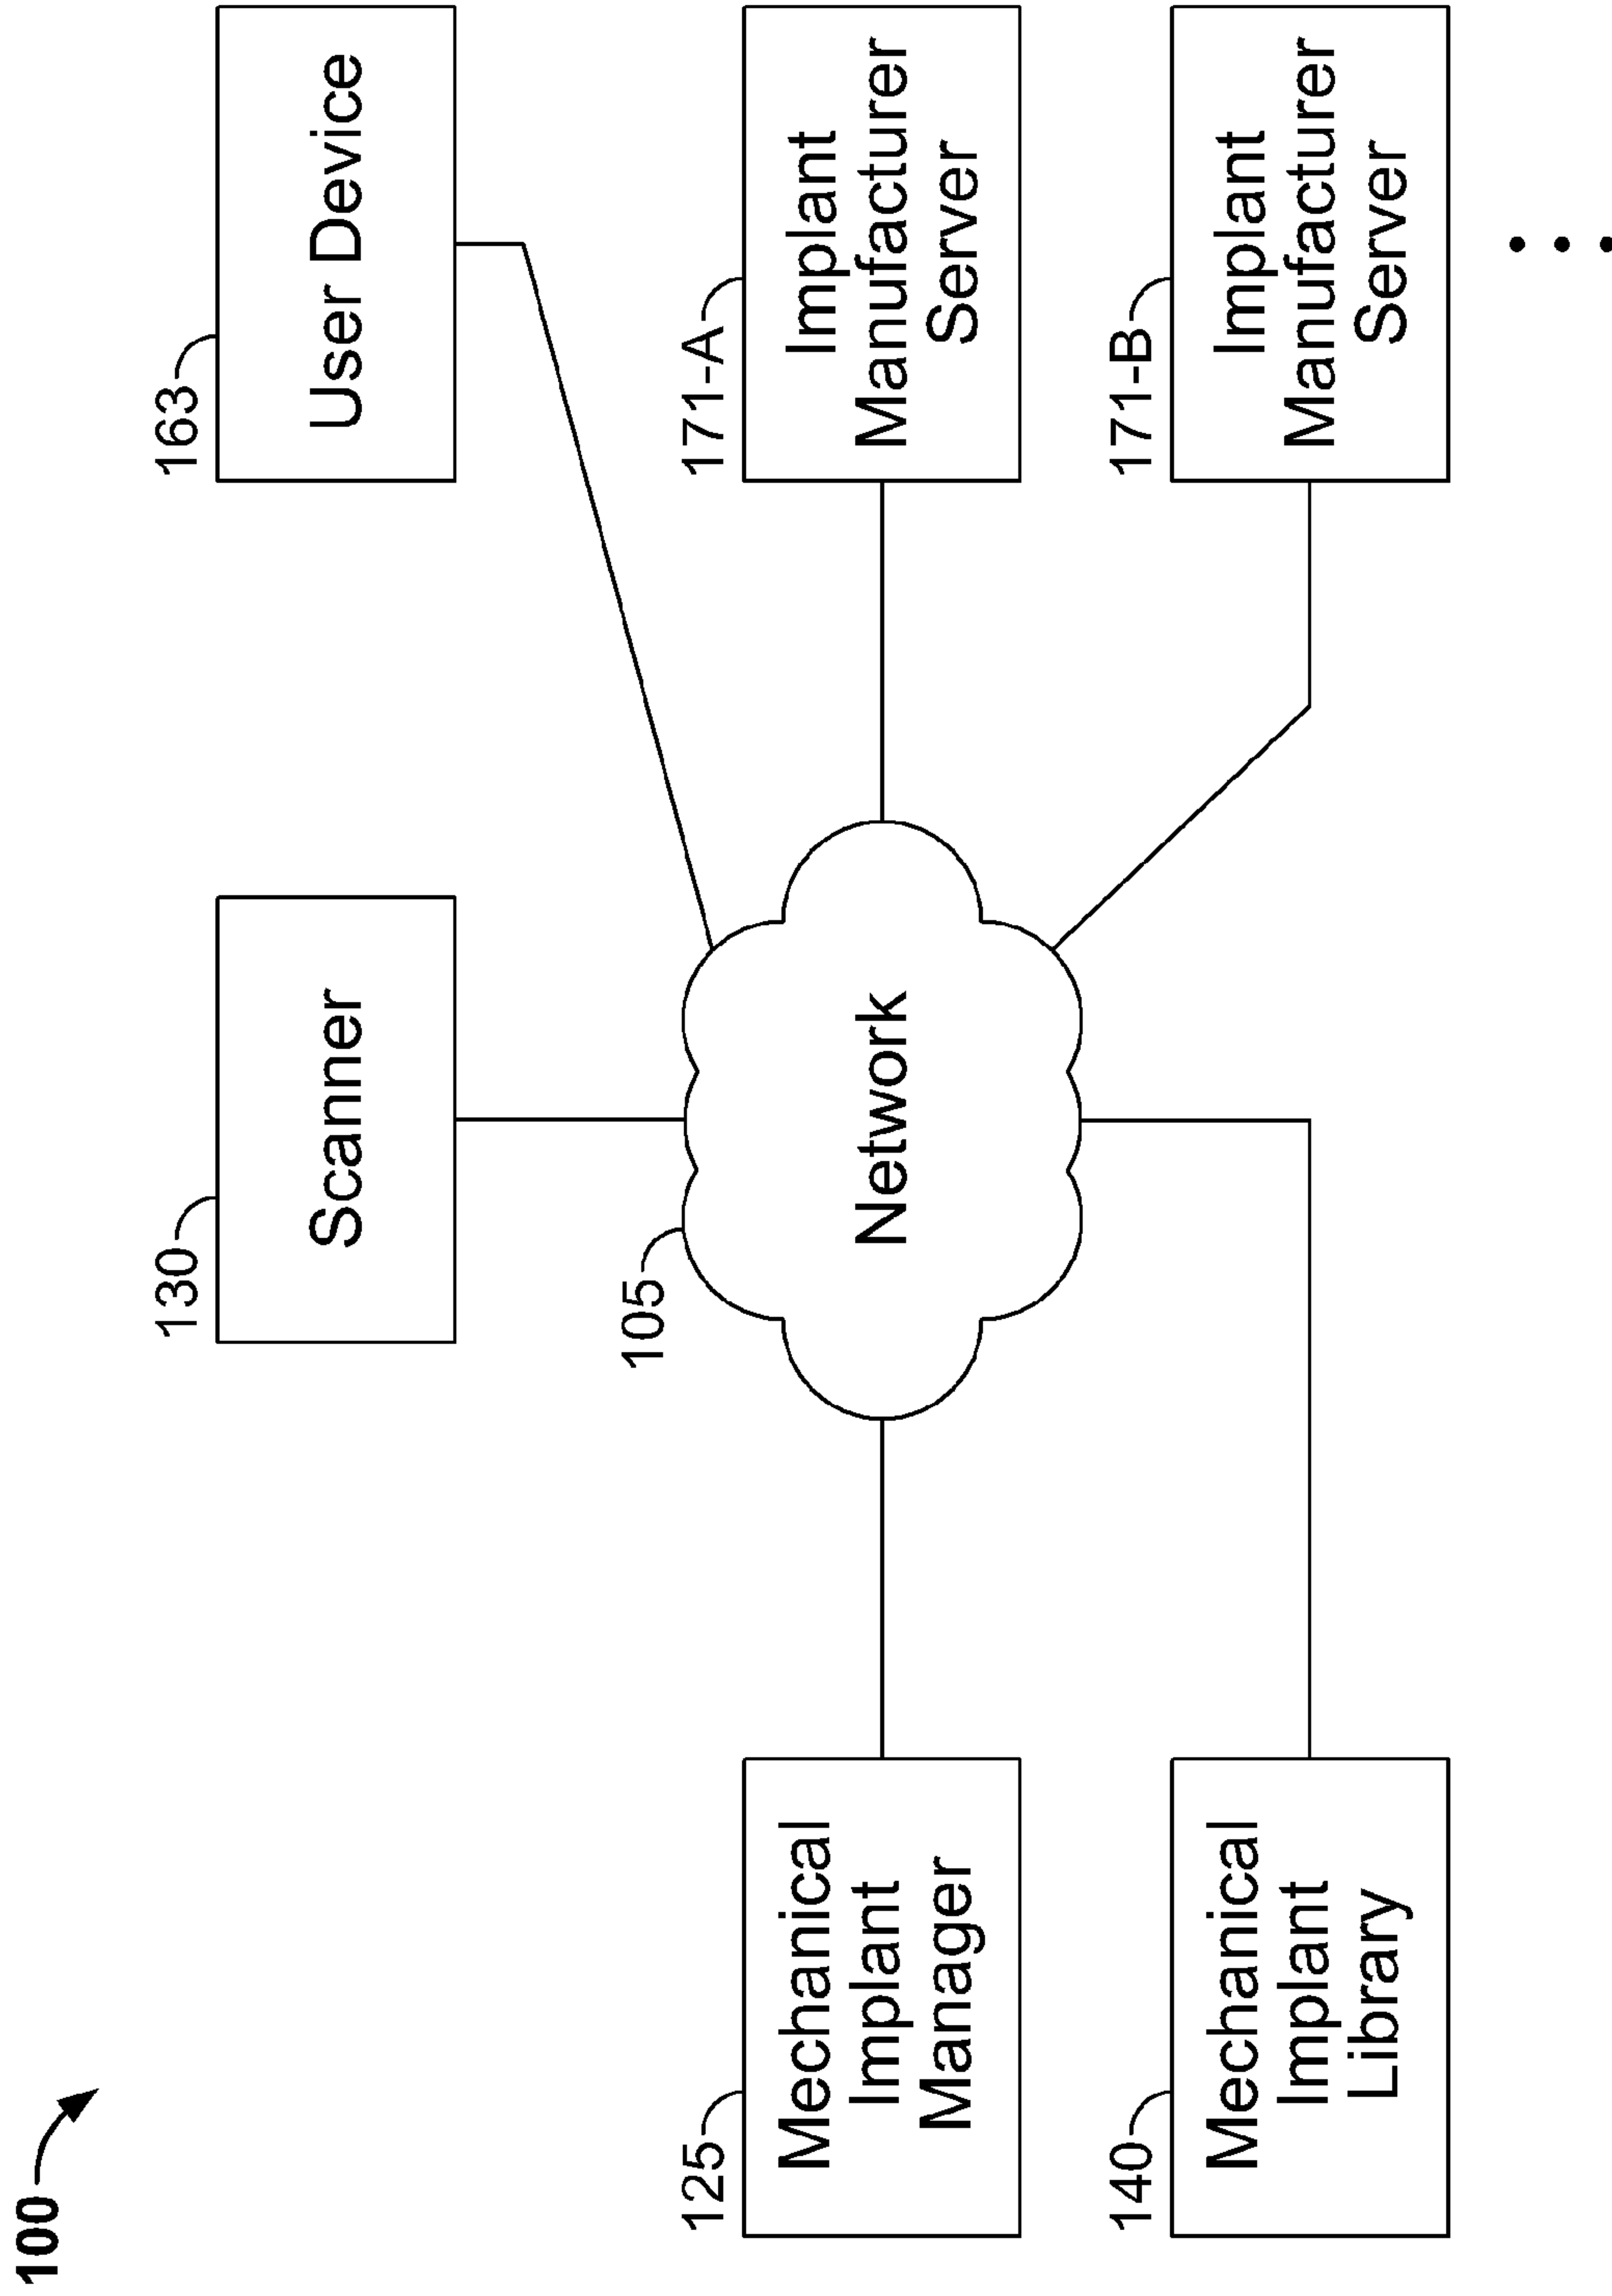 100
130
Scanner
163
User Device
125
Mechanical
Implant
Manager
105
Network
171-A
Implant
Manufacturer
Server
140
Mechanical
Implant
Library
171-B
Implant
Manufacturer
Server